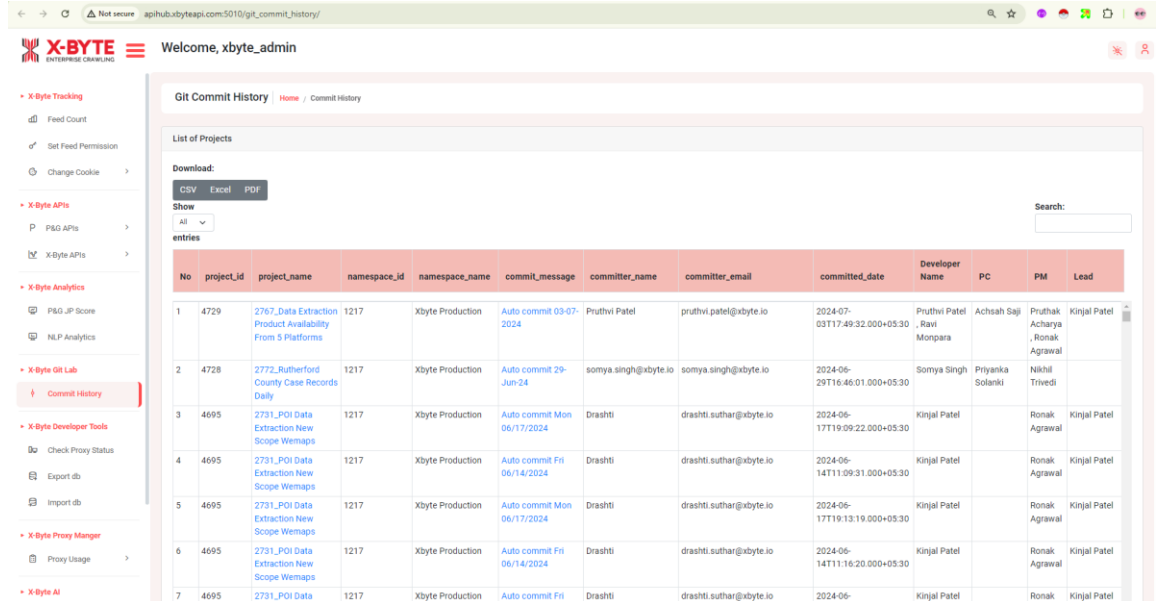 Not secure apihub.xbyteapi.com:5010/git_commit_history/
X-BYTE
ENTERPRISE CRAWLING
Welcome, xbyte_admin
X-Byte Tracking
Feed Count
Set Feed Permission
Change Cookie
X-Byte APIs
P P&G APIs
X-Byte APIs
X-Byte Analytics
P&G JP Score
NLP Analytics
X-Byte Git Lab
Commit History
X-Byte Developer Tools
Check Proxy Status
Export db
Import db
X-Byte Proxy Manger
Proxy Usage
X-Byte AI
Git Commit History Home / Commit History
List of Projects
Download:
CSV Excel PDF
Show
All
entries
Search:
No project_id project_name namespace_id namespace_name commit_message committer_name committer_email committed_date Developer Name PC PM Lead
1 4729 2767_Data Extraction 1217 Xbyte Production Auto commit 03-07- Pruthvi Patel pruthvi.patel@xbyte.io 2024-07- Pruthvi Patel Achsah Saji Pruthak Kinjal Patel
Product Availability 2024 03T17:49:32.000+05:30 , Ravi Acharya
From 5 Platforms Monpara , Ronak
Agrawal
2 4728 2772_Rutherford 1217 Xbyte Production Auto commit 29- somya.singh@xbyte.io somya.singh@xbyte.io 2024-06- Somya Singh Priyanka Nikhil
County Case Records Jun-24 29T16:46:01.000+05:30 Solanki Trivedi
Daily
3 4695 2731_POI Data 1217 Xbyte Production Auto commit Mon Drashti drashti.suthar@xbyte.io 2024-06- Kinjal Patel Ronak Kinjal Patel
Extraction New 06/17/2024 17T19:09:22.000+05:30 Agrawal
Scope Wemaps
4 4695 2731_POI Data 1217 Xbyte Production Auto commit Fri Drashti drashti.suthar@xbyte.io 2024-06- Kinjal Patel Ronak Kinjal Patel
Extraction New 06/14/2024 14T11:09:31.000+05:30 Agrawal
Scope Wemaps
5 4695 2731_POI Data 1217 Xbyte Production Auto commit Mon Drashti drashti.suthar@xbyte.io 2024-06- Kinjal Patel Ronak Kinjal Patel
Extraction New 06/17/2024 17T19:13:19.000+05:30 Agrawal
Scope Wemaps
6 4695 2731_POI Data 1217 Xbyte Production Auto commit Fri Drashti drashti.suthar@xbyte.io 2024-06- Kinjal Patel Ronak Kinjal Patel
Extraction New 06/14/2024 14T11:16:20.000+05:30 Agrawal
Scope Wemaps
7 4695 2731_POI Data 1217 Xbyte Production Auto commit Fri Drashti drashti.suthar@xbyte.io 2024-06- Kinjal Patel Ronak Kinjal Patel